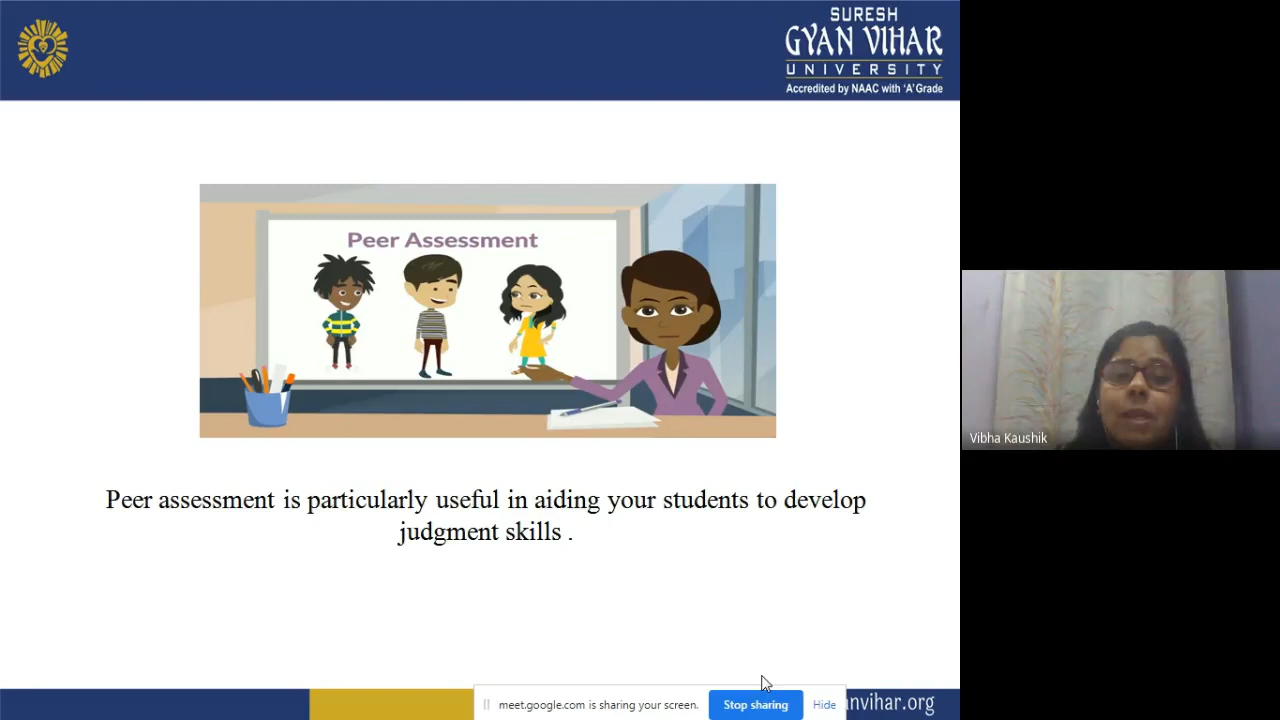 SURESH
GYAN VIHAR
UNIVERSITY
Accredited by NAAC with 'A' Grade
Peer Assessment
Vibha Kaushik
Peer assessment is particularly useful in aiding your students to develop
judgment skills .
meet.google.com is sharing your screen.
Stop sharing
Hide
anvihar.org